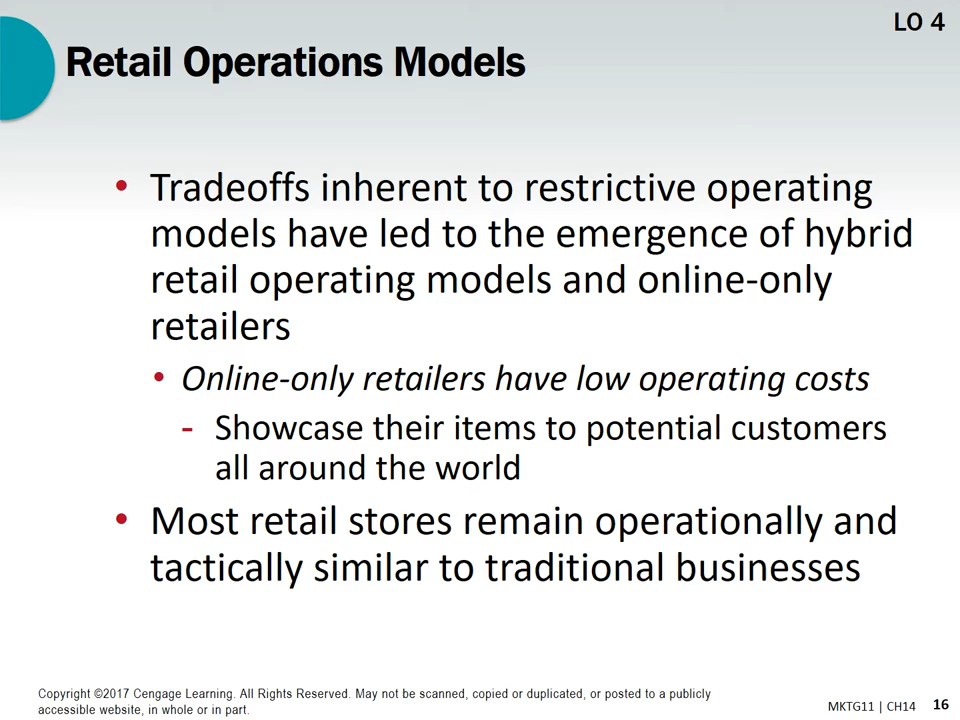 LO 4
Retail Operations Models
• Tradeoffs inherent to restrictive operating
models have led to the emergence of hybrid
retail operating models and online-only
retailers
• Online-only retailers have low operating costs
- Showcase their items to potential customers
all around the world
• Most retail stores remain operationally and
tactically similar to traditional businesses
Copyright ©2017 Cengage Learning. All Rights Reserved. May not be scanned, copied or duplicated, or posted to a publicly
accessible website, in whole or in part.
MKTG11 | CH14 16